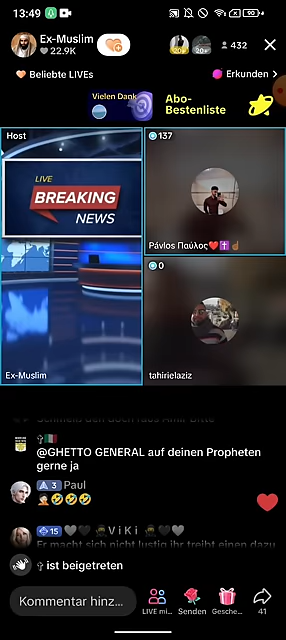 13:49
Ex-Muslim
22.9K
432
Beliebte LIVEs
Erkunden >
Vielen Dank
Abo-
Bestenliste
Host
LIVE
BREAKING
NEWS
Ex-Muslim
137
Pávlos Παύλος❤️✝️☝🏽
0
tahirielaziz
✞🇮🇹
@GHETTO GENERAL auf deinen Propheten
gerne ja
3 Paul
🤦🏼🤣🤣🤣
15 🖤🩶 🥷 V i K i 🥷 🩶🖤
Er macht sich nicht lustig ihr treibt einen dazu
✞ ist beigetreten
Kommentar hinz...
LIVE mi...
Senden
Gesche...
41